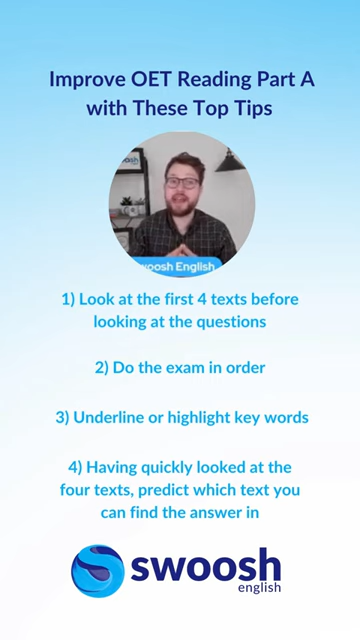 Improve OET Reading Part A
with These Top Tips
woosh English
1) Look at the first 4 texts before
looking at the questions
2) Do the exam in order
3) Underline or highlight key words
4) Having quickly looked at the
four texts, predict which text you
can find the answer in
swoosh
english